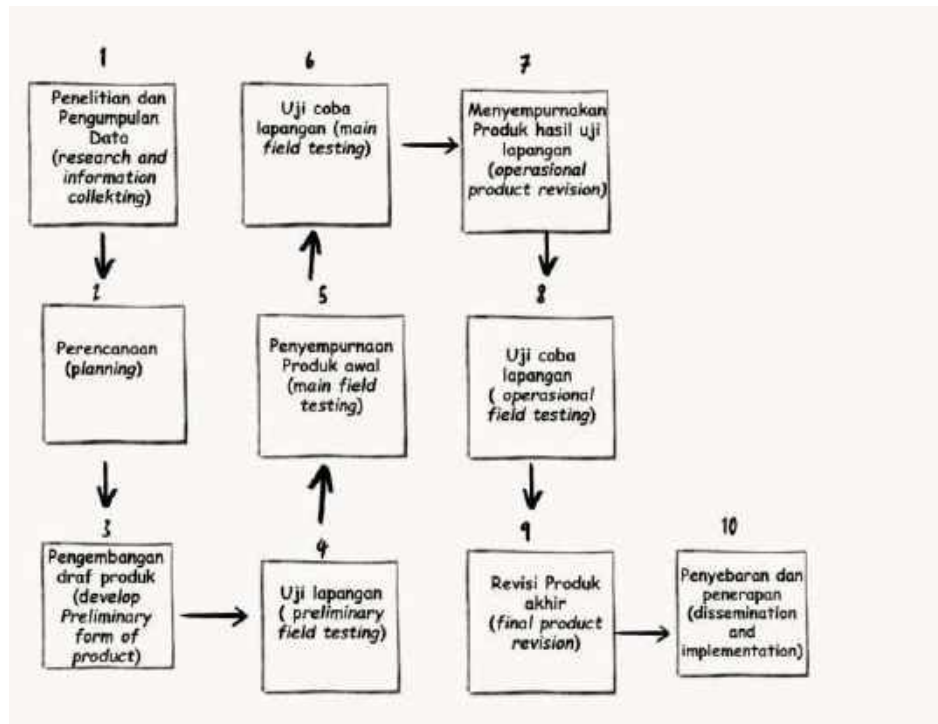 1
Penelitian dan
Pengumpulan
Data
(research and
information
collekting)
2
Perencanaan
(planning)
3
Pengembangan
draf produk
(develop
Preliminary
form of
product)
4
Uji lapangan
( preliminary
field testing)
5
Penyempurnaan
Produk awal
(main field
testing)
6
Uji coba
lapangan (main
field testing)
7
Menyempurnakan
Produk hasil uji
lapangan
(operasional
product revision)
8
Uji coba
lapangan
( operasional
field testing)
9
Revisi Produk
akhir
(final product
revision)
10
Penyebaran dan
penerapan
(dissemination
and
implementation)